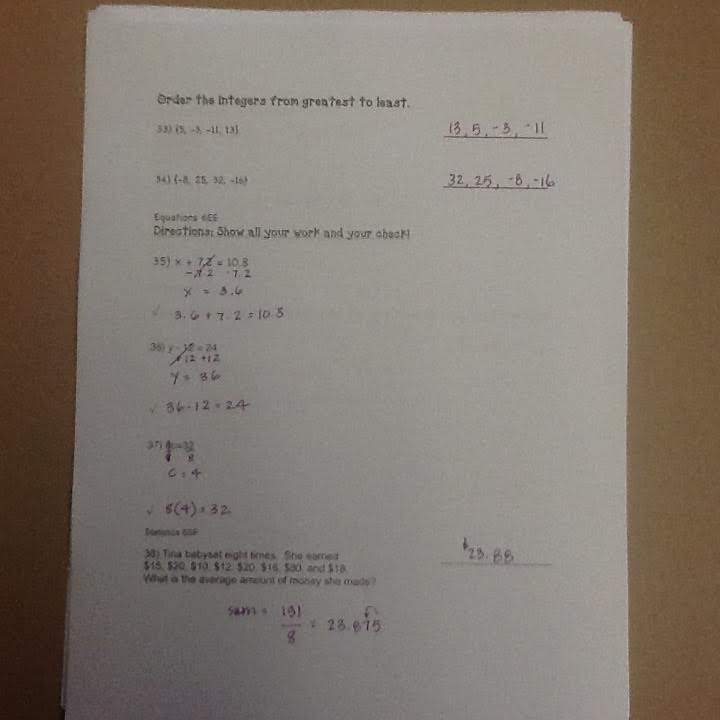 Order the integers from greatest to least.
33) {5, -3, -11, 13} 13, 5, -3, -11
34) {-8, 25, 32, -16} 32, 25, -8, -16
Equations 6EE
Directions: Show all your work and your check!
35) x + 7.2 = 10.8
-7.2 -7.2
x = 3.6
✓ 3.6 + 7.2 = 10.8
36) y - 12 = 24
+12 +12
y = 36
✓ 36 - 12 = 24
37) 8c=32
8 8
c = 4
✓ 8(4) = 32
Statistics 6SP
38) Tina babysat eight times. She earned $23.88
$15, $20, $10, $12, $20, $16, $80, and $18.
What is the average amount of money she made?
sum = 191
= 23.875
8